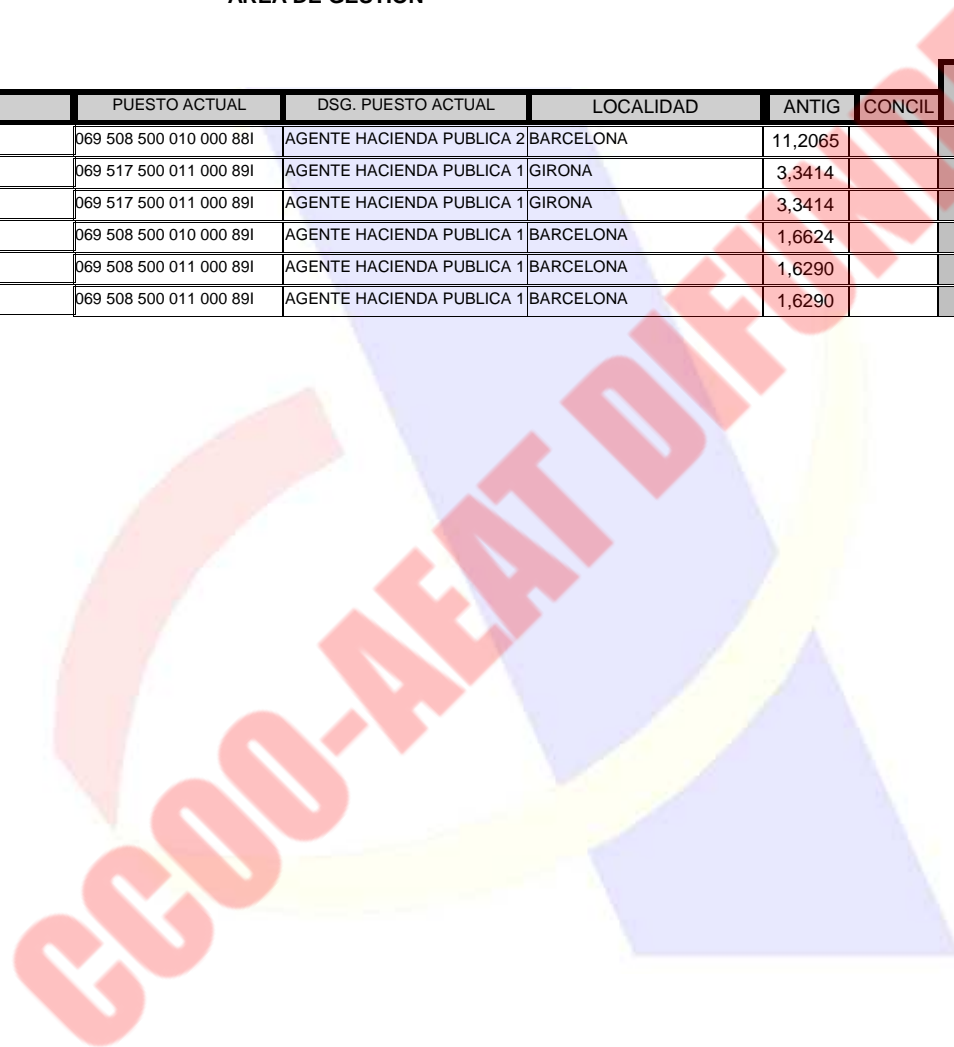 AREA DE GESTION
PUESTO ACTUAL DSG. PUESTO ACTUAL LOCALIDAD ANTIG CONCIL
069 508 500 010 000 88I AGENTE HACIENDA PUBLICA 2 BARCELONA 11,2065
069 517 500 011 000 89I AGENTE HACIENDA PUBLICA 1 GIRONA 3,3414
069 517 500 011 000 89I AGENTE HACIENDA PUBLICA 1 GIRONA 3,3414
069 508 500 010 000 89I AGENTE HACIENDA PUBLICA 1 BARCELONA 1,6624
069 508 500 011 000 89I AGENTE HACIENDA PUBLICA 1 BARCELONA 1,6290
069 508 500 011 000 89I AGENTE HACIENDA PUBLICA 1 BARCELONA 1,6290
CCOO-AEAT DIFUND